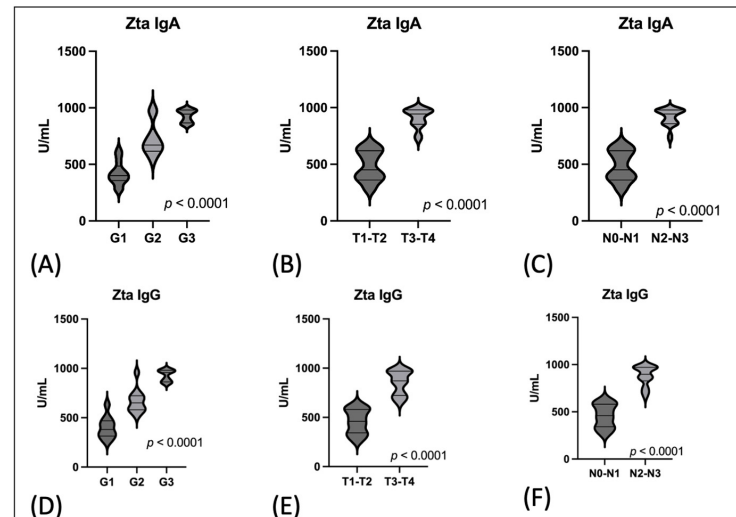 Zta IgA
1500
1000
500
0
U/mL
G1 G2 G3
p < 0.0001
(A)
Zta IgA
1500
1000
500
0
U/mL
T1-T2 T3-T4
p < 0.0001
(B)
Zta IgA
1500
1000
500
0
U/mL
N0-N1 N2-N3
p < 0.0001
(C)
Zta IgG
1500
1000
500
0
U/mL
G1 G2 G3
p < 0.0001
(D)
Zta IgG
1500
1000
500
0
U/mL
T1-T2 T3-T4
p < 0.0001
(E)
Zta IgG
1500
1000
500
0
U/mL
N0-N1 N2-N3
p < 0.0001
(F)